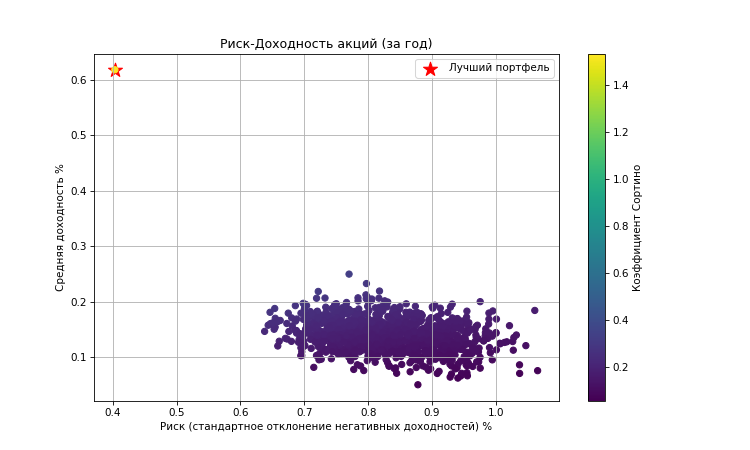 Риск-Доходность акций (за год)
Лучший портфель
0.6
0.5
0.4
0.3
0.2
0.1
Средняя доходность %
0.4 0.5 0.6 0.7 0.8 0.9 1.0
Риск (стандартное отклонение негативных доходностей) %
1.4
1.2
1.0
0.8
0.6
0.4
0.2
Коэффициент Сортино